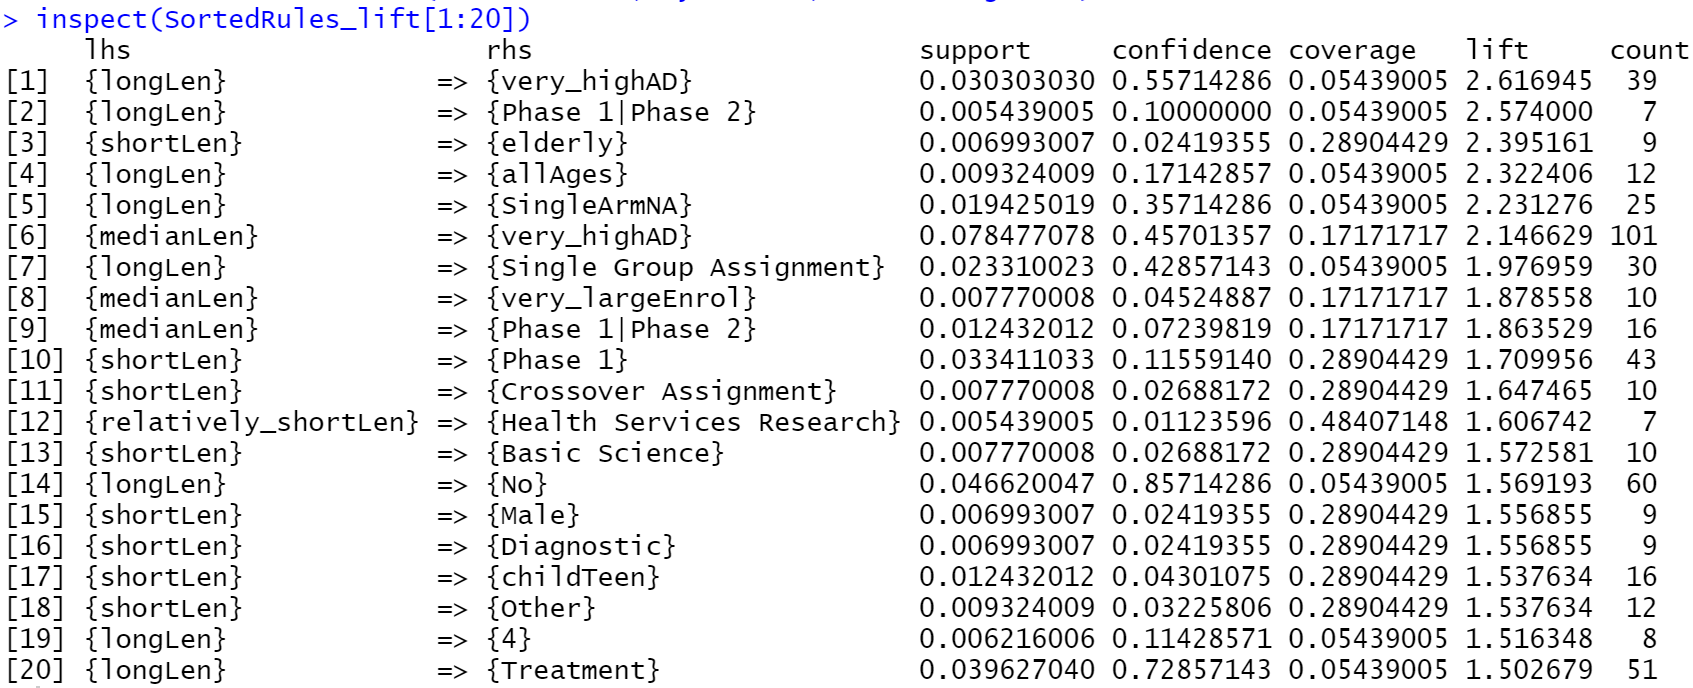 > inspect(SortedRules_lift[1:20])
lhs rhs support confidence coverage lift count
[1] {longLen} => {very_highAD} 0.030303030 0.55714286 0.05439005 2.616945 39
[2] {longLen} => {Phase 1|Phase 2} 0.005439005 0.10000000 0.05439005 2.574000 7
[3] {shortLen} => {elderly} 0.006993007 0.02419355 0.28904429 2.395161 9
[4] {longLen} => {allAges} 0.009324009 0.17142857 0.05439005 2.322406 12
[5] {longLen} => {SingleArmNA} 0.019425019 0.35714286 0.05439005 2.231276 25
[6] {medianLen} => {very_highAD} 0.078477078 0.45701357 0.17171717 2.146629 101
[7] {longLen} => {Single Group Assignment} 0.023310023 0.42857143 0.05439005 1.976959 30
[8] {medianLen} => {very_largeEnrol} 0.007770008 0.04524887 0.17171717 1.878558 10
[9] {medianLen} => {Phase 1|Phase 2} 0.012432012 0.07239819 0.17171717 1.863529 16
[10] {shortLen} => {Phase 1} 0.033411033 0.11559140 0.28904429 1.709956 43
[11] {shortLen} => {Crossover Assignment} 0.007770008 0.02688172 0.28904429 1.647465 10
[12] {relatively_shortLen} => {Health Services Research} 0.005439005 0.01123596 0.48407148 1.606742 7
[13] {shortLen} => {Basic Science} 0.007770008 0.02688172 0.28904429 1.572581 10
[14] {longLen} => {No} 0.046620047 0.85714286 0.05439005 1.569193 60
[15] {shortLen} => {Male} 0.006993007 0.02419355 0.28904429 1.556855 9
[16] {shortLen} => {Diagnostic} 0.006993007 0.02419355 0.28904429 1.556855 9
[17] {shortLen} => {childTeen} 0.012432012 0.04301075 0.28904429 1.537634 16
[18] {shortLen} => {Other} 0.009324009 0.03225806 0.28904429 1.537634 12
[19] {longLen} => {4} 0.006216006 0.11428571 0.05439005 1.516348 8
[20] {longLen} => {Treatment} 0.039627040 0.72857143 0.05439005 1.502679 51